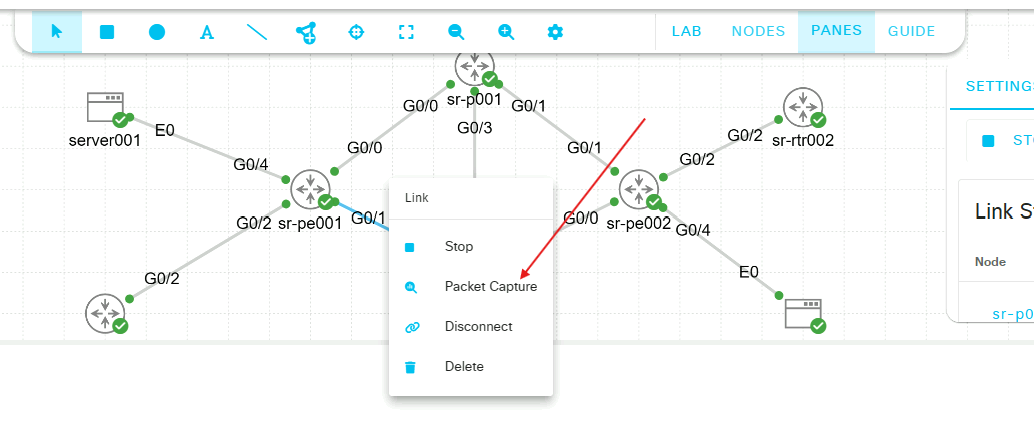 LAB NODES PANES GUIDE
sr-p001
G0/0 G0/1
G0/3
server001
E0
G0/4
G0/0
G0/1
G0/2
G0/2
sr-rtr002
SETTING
STO
Link S
Node
sr-p0
sr-pe001
G0/1
G0/2
G0/2
Link
Stop
Packet Capture
Disconnect
Delete
G0/0
sr-pe002
G0/4
E0